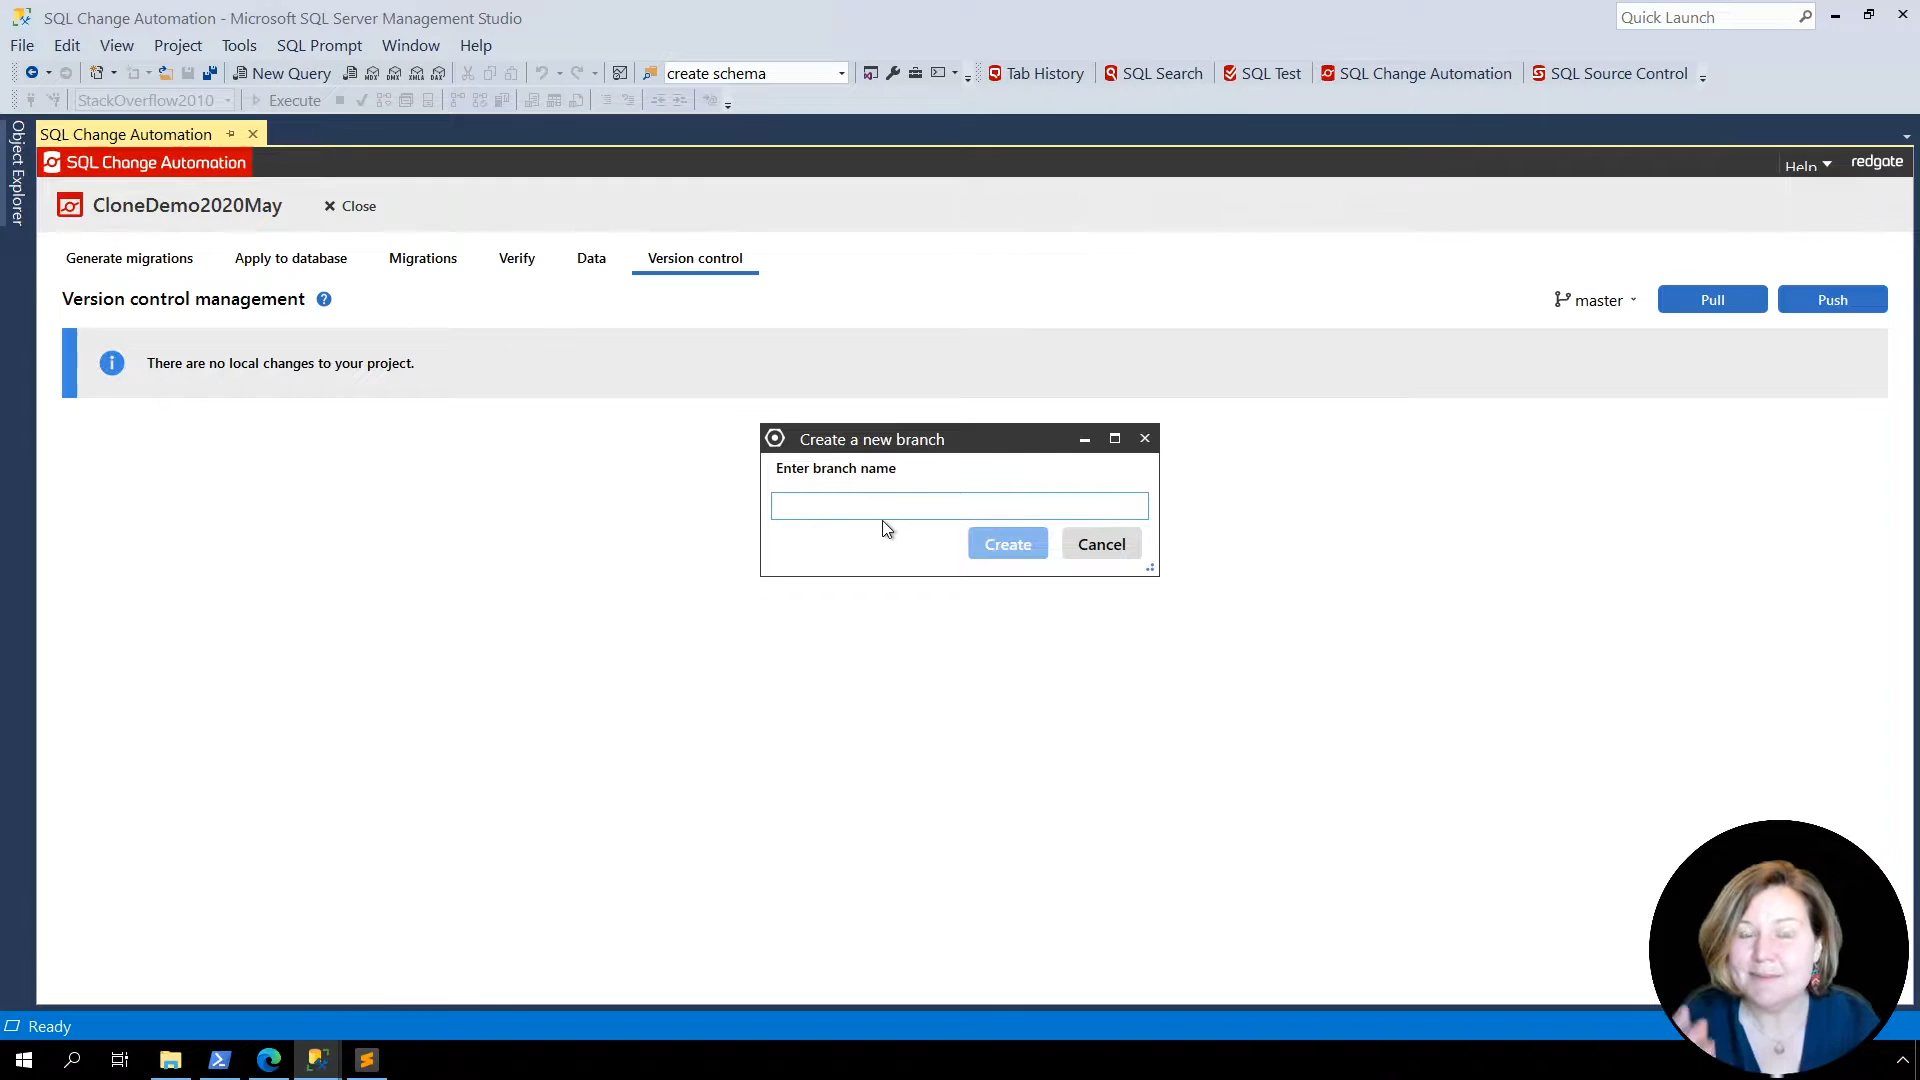 SQL Change Automation - Microsoft SQL Server Management Studio
Quick Launch
File Edit View Project Tools SQL Prompt Window Help
New Query MDX DMX XMLA DAX create schema Tab History SQL Search SQL Test SQL Change Automation SQL Source Control
StackOverflow2010 Execute
Object Explorer
SQL Change Automation
SQL Change Automation
Help redgate
CloneDemo2020May Close
Generate migrations Apply to database Migrations Verify Data Version control
Version control management ? master Pull Push
There are no local changes to your project.
Create a new branch
Enter branch name
Create Cancel
Ready